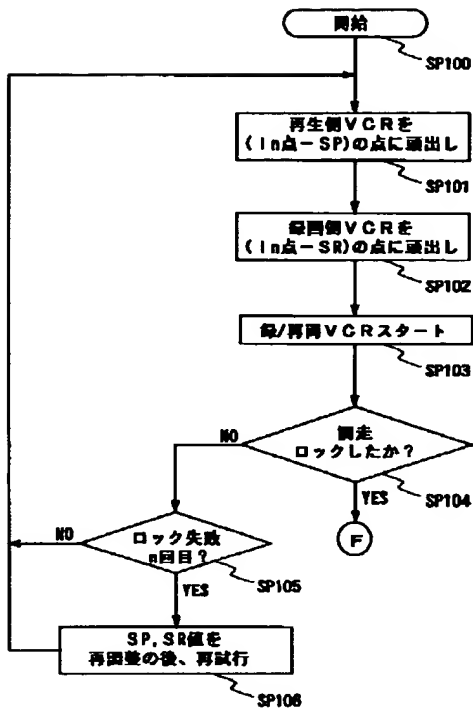 開始
SP100
再生側VCRを
(In点-SP)の点に頭出し
SP101
録画側VCRを
(In点-SR)の点に頭出し
SP102
録/再両VCRスタート
SP103
調走
ロックしたか?
SP104
NO
YES
F
ロック失敗
n回目?
SP105
NO
YES
SP,SR値を
再調整の後、再試行
SP106